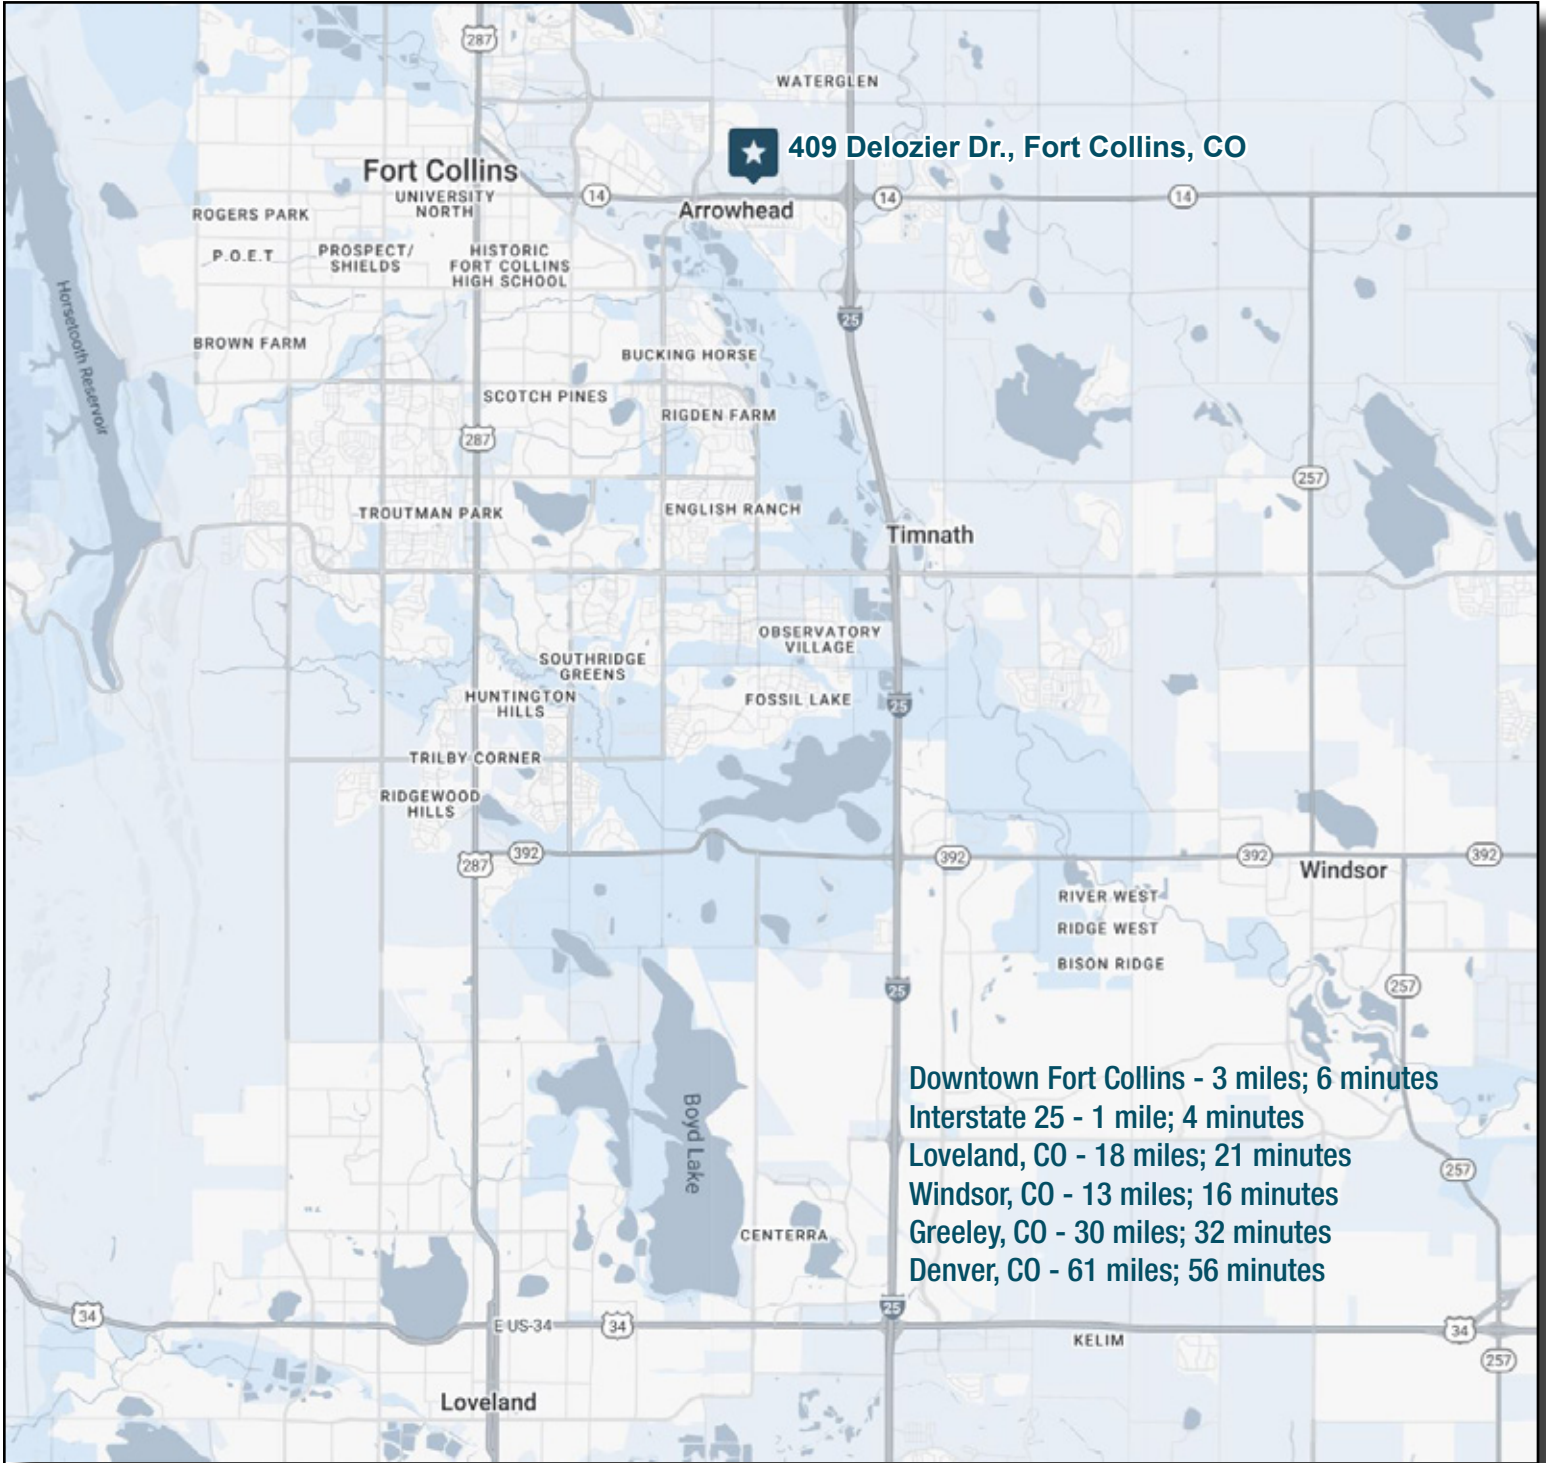 287
WATERGLEN
409 Delozier Dr., Fort Collins, CO
Fort Collins
UNIVERSITY
NORTH
14
14
14
Arrowhead
ROGERS PARK
P.O.E.T
PROSPECT/
SHIELDS
HISTORIC
FORT COLLINS
HIGH SCHOOL
Horsetooth Reservoir
25
BROWN FARM
BUCKING HORSE
SCOTCH PINES
RIGDEN FARM
287
257
TROUTMAN PARK
ENGLISH RANCH
Timnath
OBSERVATORY
VILLAGE
SOUTHRIDGE
GREENS
HUNTINGTON
HILLS
FOSSIL LAKE
25
TRILBY CORNER
RIDGEWOOD
HILLS
287
392
392
392
392
Windsor
RIVER WEST
RIDGE WEST
BISON RIDGE
25
257
Boyd Lake
Downtown Fort Collins - 3 miles; 6 minutes
Interstate 25 - 1 mile; 4 minutes
Loveland, CO - 18 miles; 21 minutes
Windsor, CO - 13 miles; 16 minutes
Greeley, CO - 30 miles; 32 minutes
Denver, CO - 61 miles; 56 minutes
257
CENTERRA
25
34
E US-34
34
KELIM
34
257
Loveland